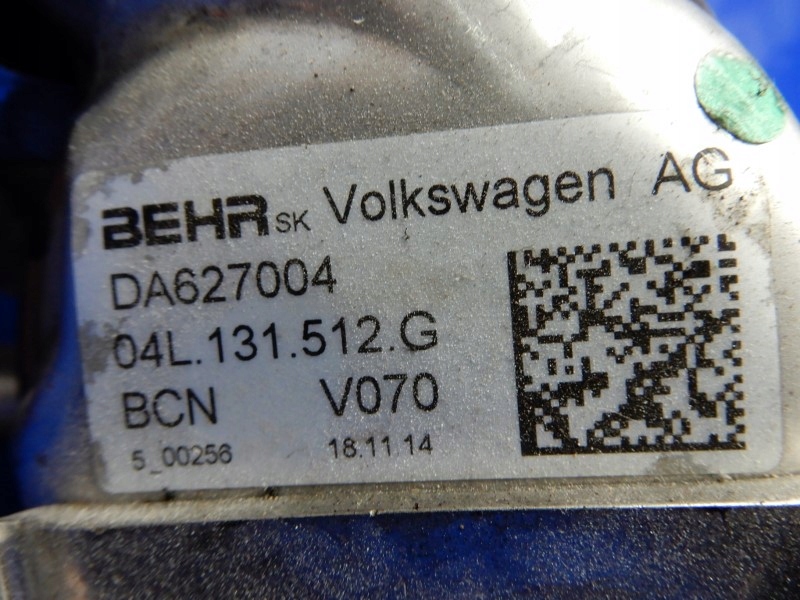 BEHR SK Volkswagen AG
DA627004
04L.131.512.G
BCN V070
5_00256 18.11.14